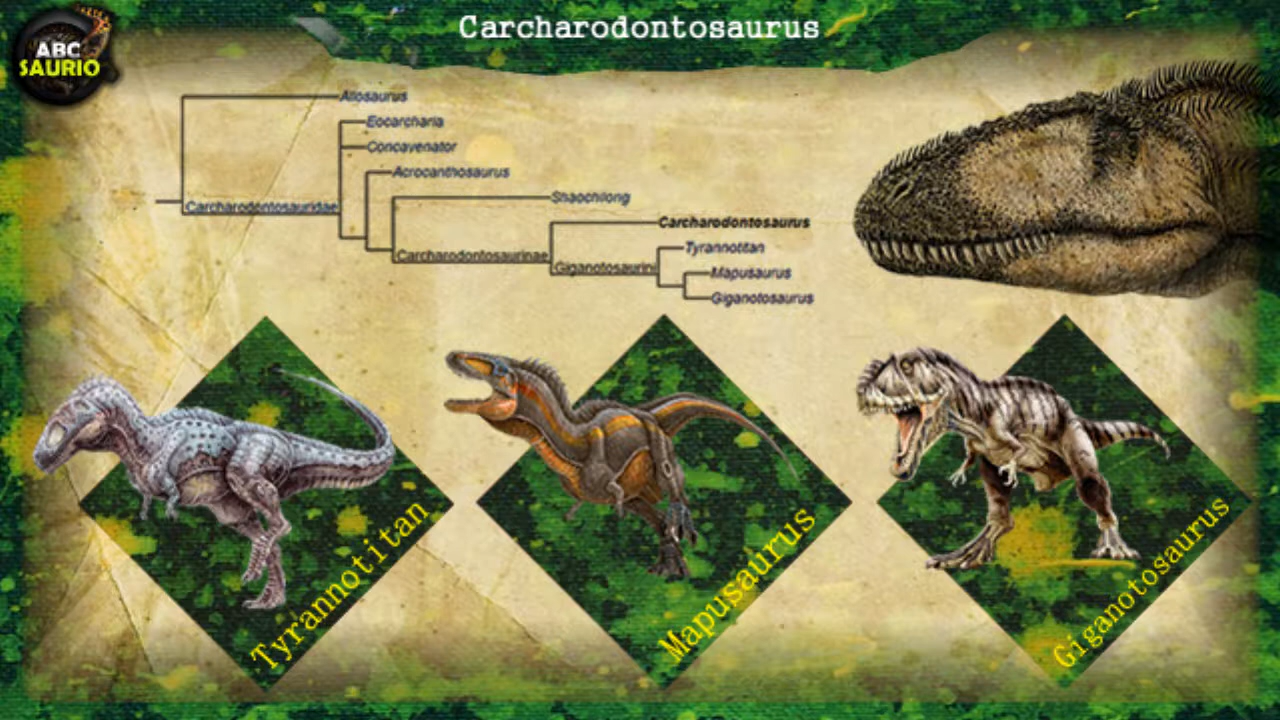 Carcharodontosaurus
ABC
SAURIO
Allosaurus
Eocarcharia
Concavenator
Acrocanthosaurus
Shaochilong
Carcharodontosauridae
Carcharodontosaurus
Tyrannotitan
Carcharodontosaurinae
Giganotosaurini
Mapusaurus
Giganotosaurus
Tyrannotitan
Mapusaurus
Giganotosaurus